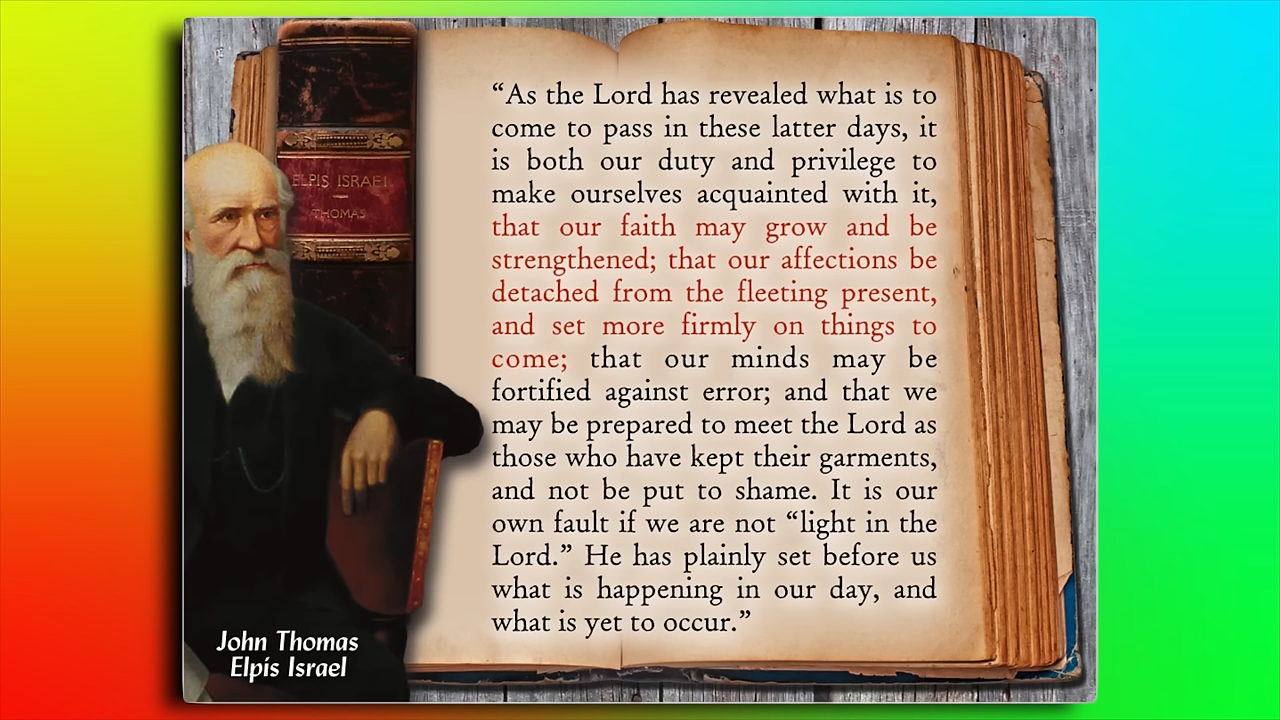 ELPIS ISRAEL
THOMAS
“As the Lord has revealed what is to
come to pass in these latter days, it
is both our duty and privilege to
make ourselves acquainted with it,
that our faith may grow and be
strengthened; that our affections be
detached from the fleeting present,
and set more firmly on things to
come; that our minds may be
fortified against error; and that we
may be prepared to meet the Lord as
those who have kept their garments,
and not be put to shame. It is our
own fault if we are not “light in the
Lord.” He has plainly set before us
what is happening in our day, and
what is yet to occur.”
John Thomas
Elpis Israel